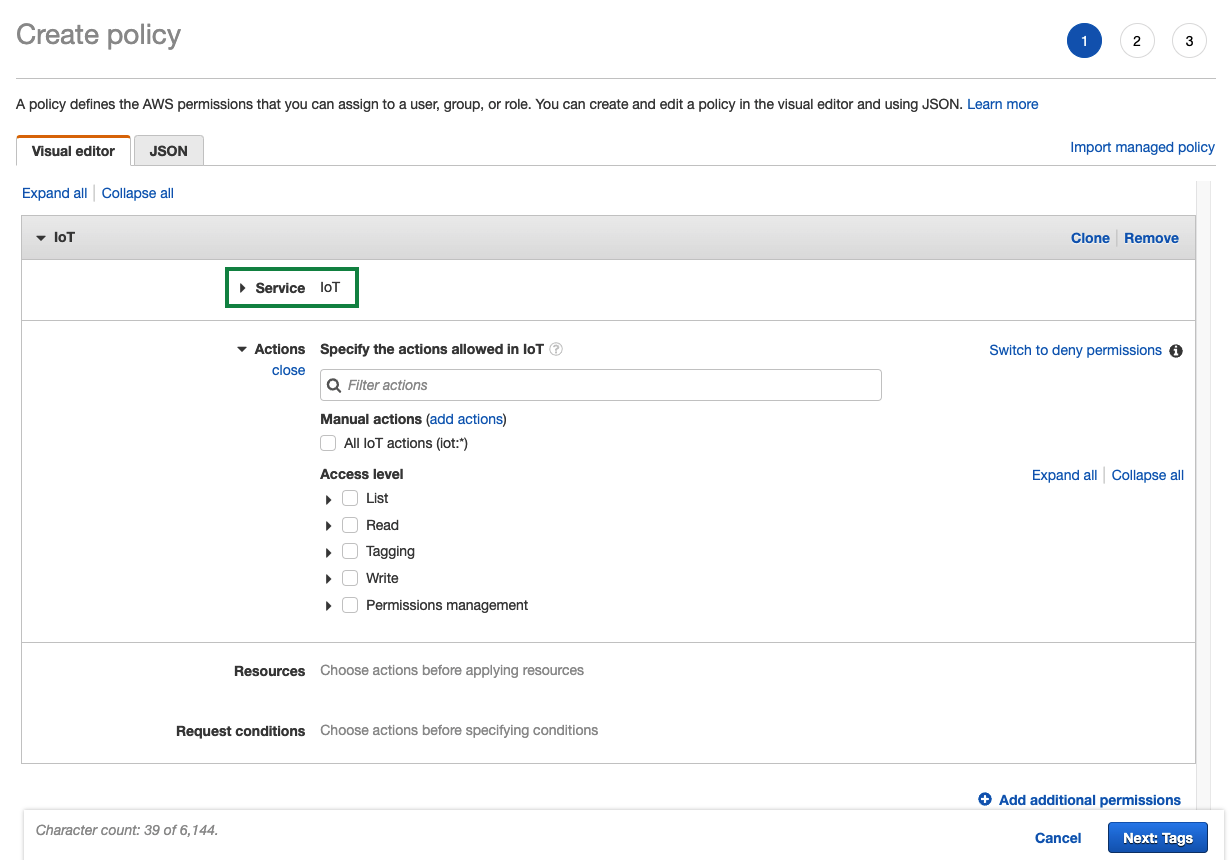 Create policy
1 2 3
A policy defines the AWS permissions that you can assign to a user, group, or role. You can create and edit a policy in the visual editor and using JSON. Learn more
Visual editor JSON
Import managed policy
Expand all Collapse all
IoT
Clone Remove
Service IoT
Actions Specify the actions allowed in IoT ?
Switch to deny permissions i
close
Filter actions
Manual actions (add actions)
All IoT actions (iot:*)
Access level
Expand all Collapse all
List
Read
Tagging
Write
Permissions management
Resources Choose actions before applying resources
Request conditions Choose actions before specifying conditions
Add additional permissions
Character count: 39 of 6,144.
Cancel Next: Tags